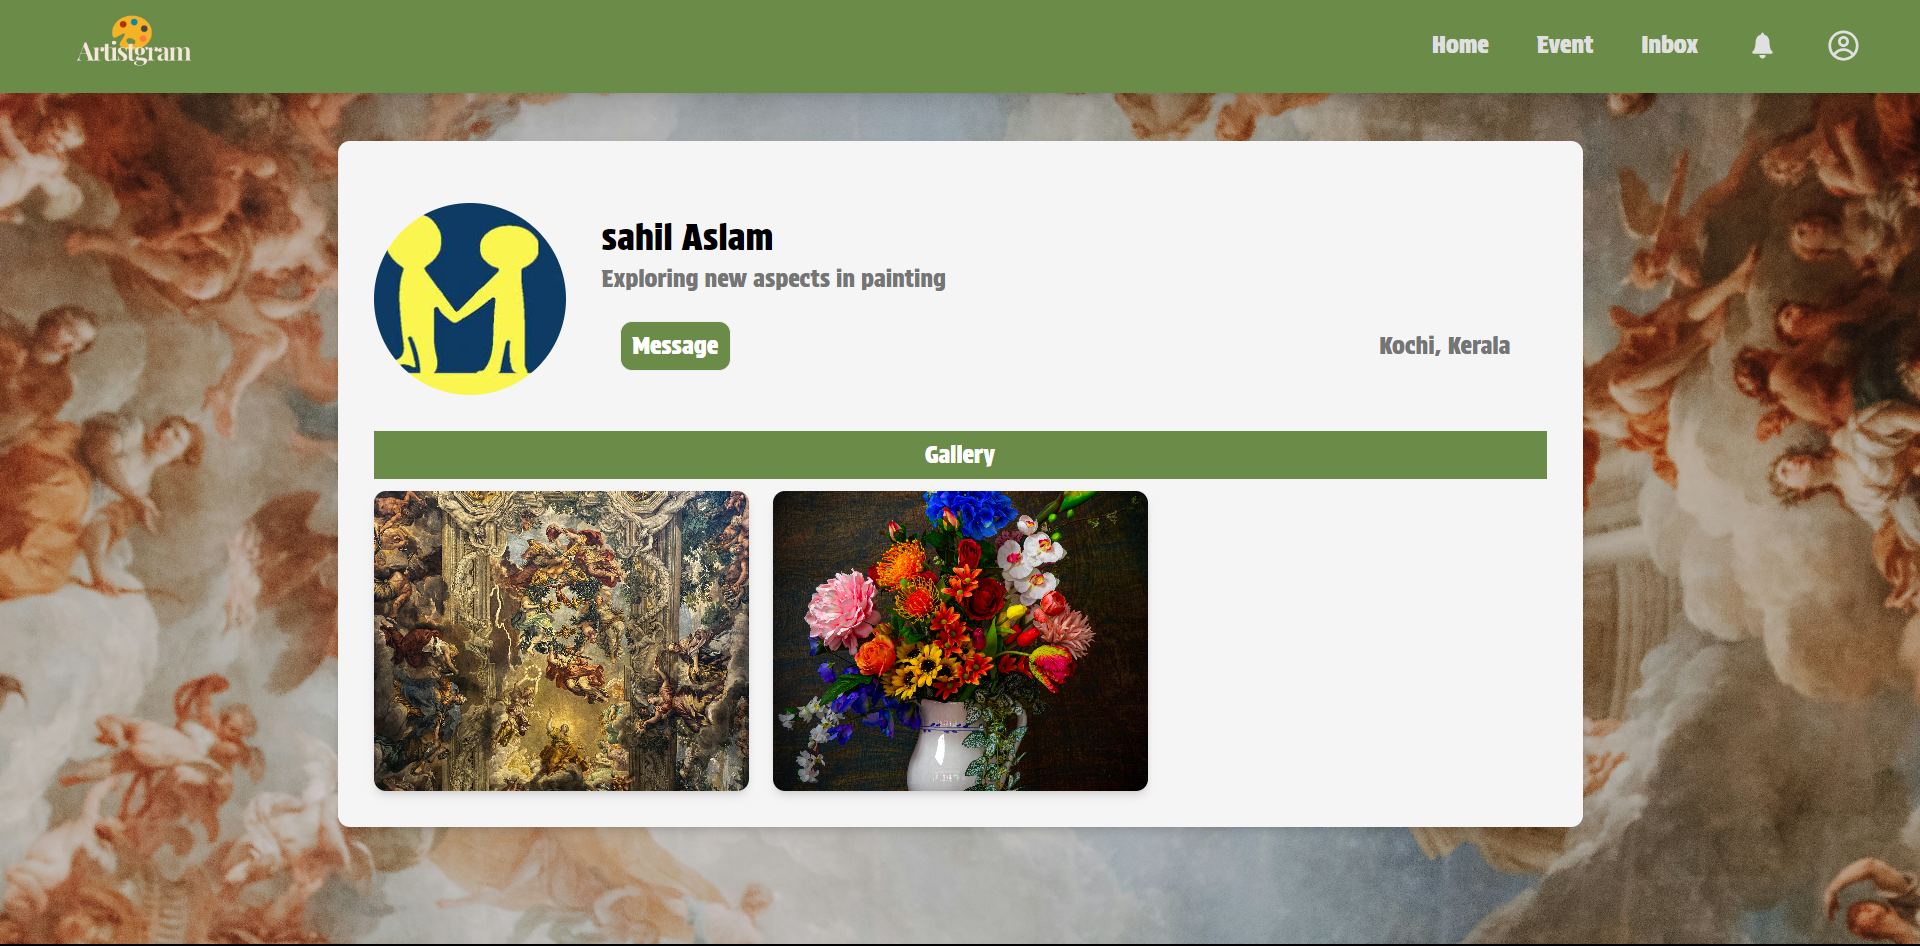 Artistgram
Home Event Inbox
sahil Aslam
Exploring new aspects in painting
Message
Kochi, Kerala
Gallery